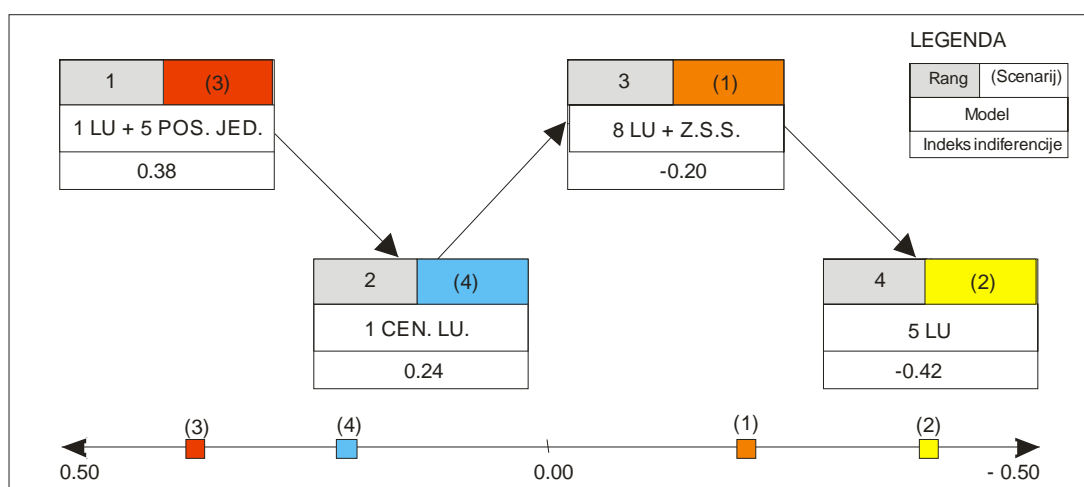 LEGENDA
Rang (Scenarij)
Model
Indeks indiferencije
1 (3)
1 LU + 5 POS. JED.
0.38
3 (1)
8 LU + Z.S.S.
-0.20
2 (4)
1 CEN. LU.
0.24
4 (2)
5 LU
-0.42
(3) (4) (1) (2)
0.50 0.00 - 0.50